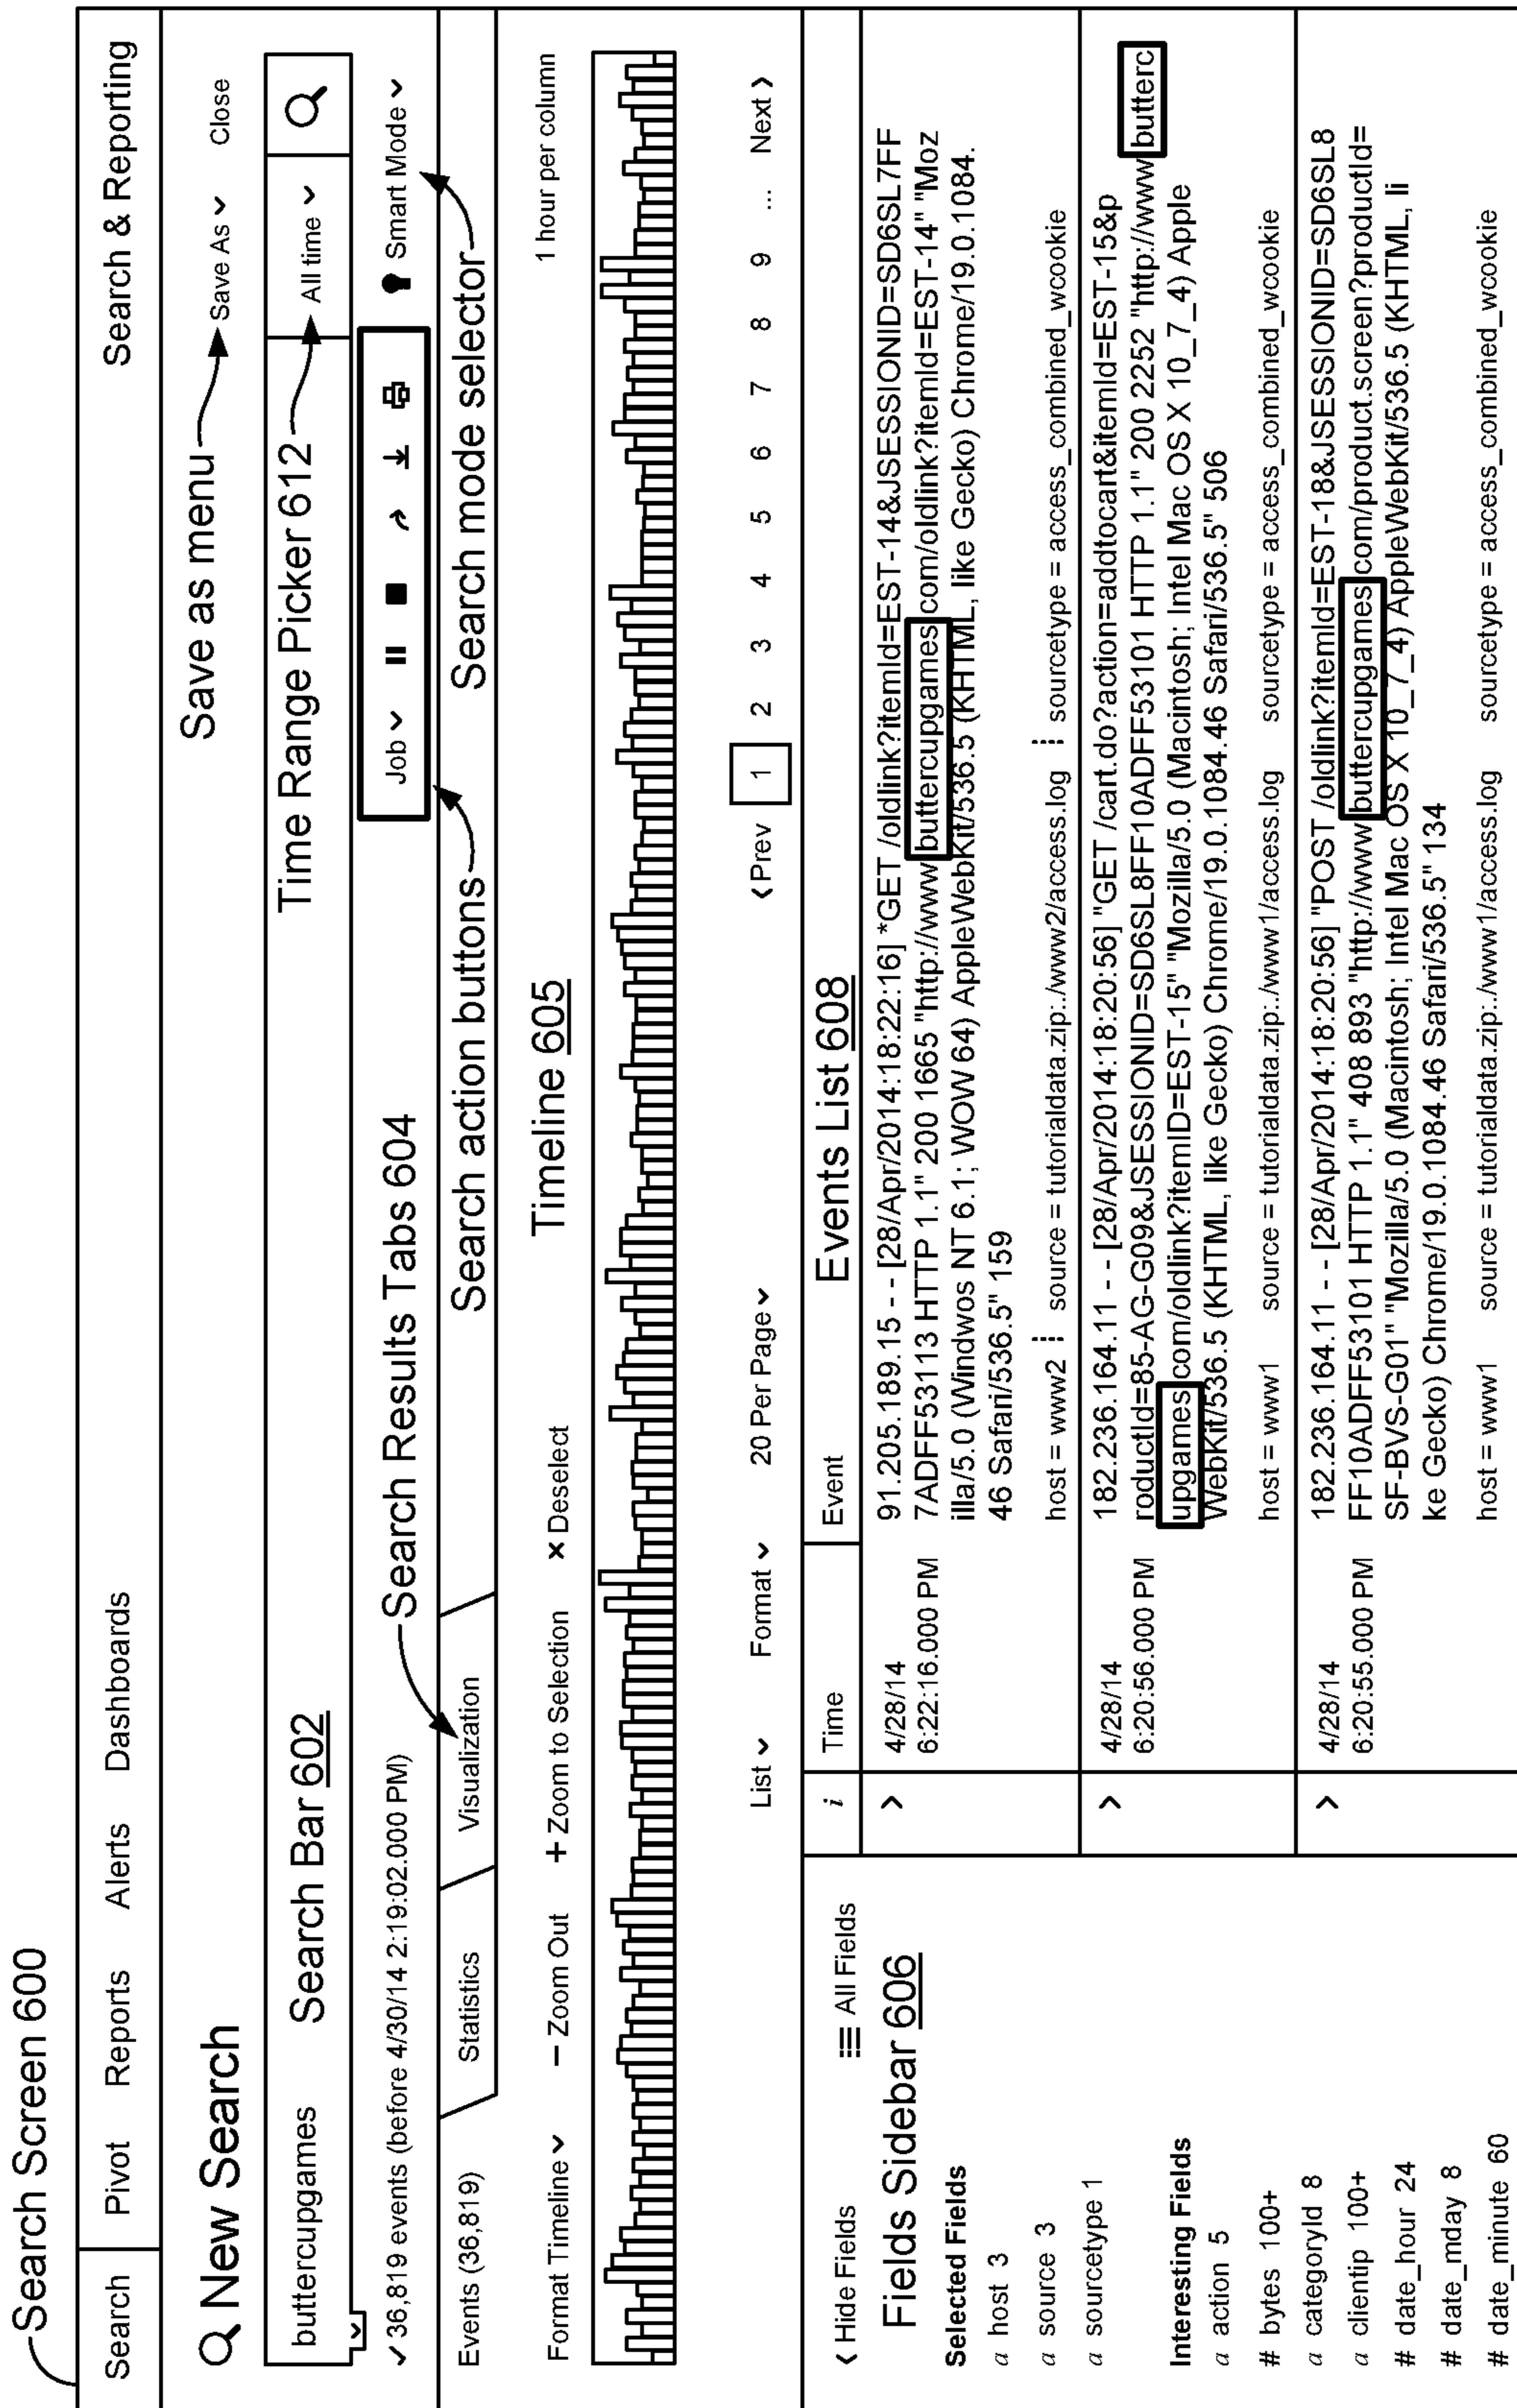 Search Screen 600
Search Pivot Reports Alerts Dashboards Search & Reporting
New Search
Save as menu
Save As Close
buttercupgames Search Bar 602 Time Range Picker 612 All time
36,819 events (before 4/30/14 2:19:02.000 PM)
Search Results Tabs 604
Job Smart Mode
Events (36,819) Statistics Visualization
Search action buttons Search mode selector
Format Timeline – Zoom Out + Zoom to Selection × Deselect
Timeline 605
1 hour per column
List Format 20 Per Page
‹ Prev 1 2 3 4 5 6 7 8 9 ... Next ›
‹ Hide Fields All Fields
Fields Sidebar 606
Selected Fields
a host 3
a source 3
a sourcetype 1
Interesting Fields
a action 5
# bytes 100+
a categoryId 8
a clientip 100+
# date_hour 24
# date_mday 8
# date_minute 60
i Time Event
Events List 608
> 4/28/14
6:22:16.000 PM
91.205.189.15 - - [28/Apr/2014:18:22:16] *GET /oldlink?itemId=EST-14&JSESSIONID=SD6SL7FF
7ADFF53113 HTTP 1.1" 200 1665 "http://www buttercupgames com/oldlink?itemId=EST-14" "Moz
illa/5.0 (Windwos NT 6.1; WOW 64) AppleWebKit/536.5 (KHTML, like Gecko) Chrome/19.0.1084.
46 Safari/536.5" 159
host = www2 source = tutorialdata.zip:./www2/access.log sourcetype = access_combined_wcookie
> 4/28/14
6:20:56.000 PM
182.236.164.11 - - [28/Apr/2014:18:20:56] "GET /cart.do?action=addtocart&itemId=EST-15&p
roductId=85-AG-G09&JSESSIONID=SD6SL8FF10ADFF53101 HTTP 1.1" 200 2252 "http://www butterc
upgames com/oldlink?itemID=EST-15" "Mozilla/5.0 (Macintosh; Intel Mac OS X 10_7_4) Apple
WebKit/536.5 (KHTML, like Gecko) Chrome/19.0.1084.46 Safari/536.5" 506
host = www1 source = tutorialdata.zip:./www1/access.log sourcetype = access_combined_wcookie
> 4/28/14
6:20:55.000 PM
182.236.164.11 - - [28/Apr/2014:18:20:56] "POST /oldlink?itemId=EST-18&JSESSIONID=SD6SL8
FF10ADFF53101 HTTP 1.1" 408 893 "http://www buttercupgames com/product.screen?productId=
SF-BVS-G01" "Mozilla/5.0 (Macintosh; Intel Mac OS X 10_7_4) AppleWebKit/536.5 (KHTML, li
ke Gecko) Chrome/19.0.1084.46 Safari/536.5" 134
host = www1 source = tutorialdata.zip:./www1/access.log sourcetype = access_combined_wcookie